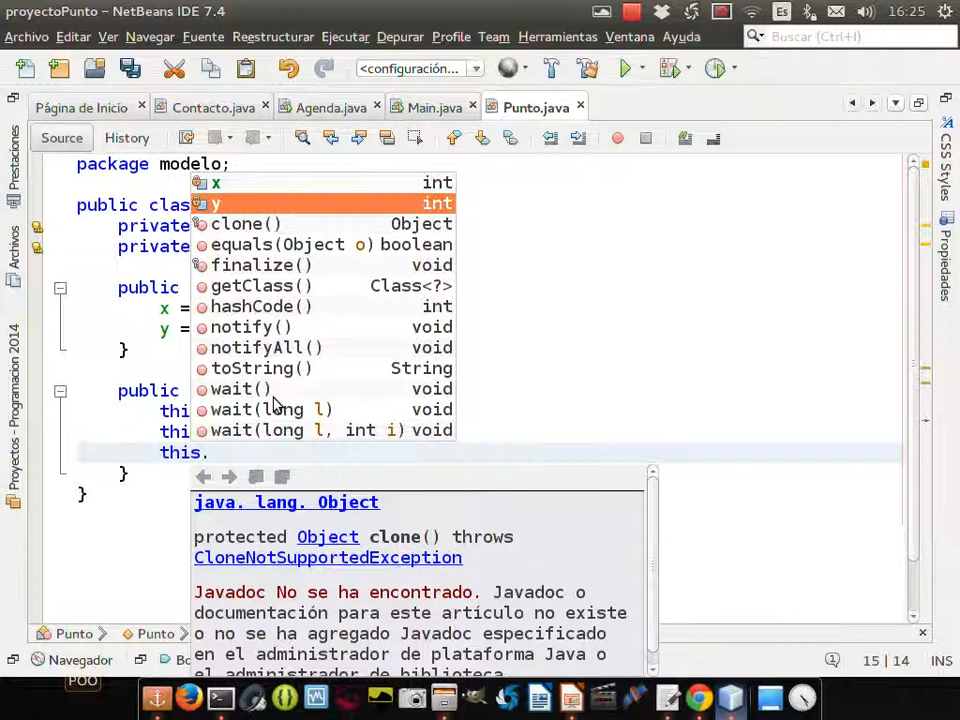 proyectoPunto – NetBeans IDE 7.4
Es
16:25
Archivo Editar Ver Navegar Fuente Reestructurar Ejecutar Depurar Profile Team Herramientas Ventana Ayuda
Buscar (Ctrl+I)
<configuración...
Página de Inicio
Contacto.java
Agenda.java
Main.java
Punto.java
Source
History
Prestaciones
Archivos
Proyectos - Programacion 2014
CSS Styles
Propiedades
package modelo;
public clas
private
private
public
x =
y =
}
public
thi
thi
this.
}
}
x int
y int
clone() Object
equals(Object o) boolean
finalize() void
getClass() Class<?>
hashCode() int
notify() void
notifyAll() void
toString() String
wait() void
wait(long l) void
wait(long l, int i) void
java. lang. Object
protected Object clone() throws
CloneNotSupportedException
Javadoc No se ha encontrado. Javadoc o
documentación para este artículo no existe
o no se ha agregado Javadoc especificado
en el administrador de plataforma Java o
el administrador de biblioteca.
Punto
Punto
Navegador
15 | 14 INS
POO